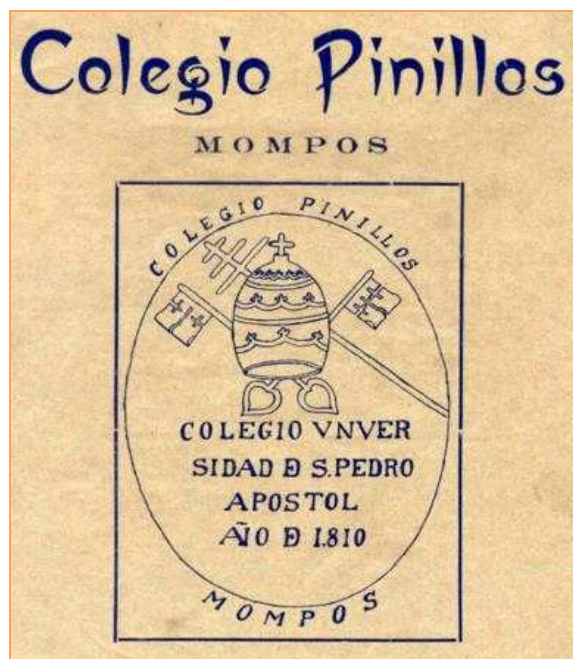 Colegio Pinillos
MOMPOS
COLEGIO PINILLOS
COLEGIO VNVER
SIDAD Đ S.PEDRO
APOSTOL
AÑO Đ 1.810
MOMPOS